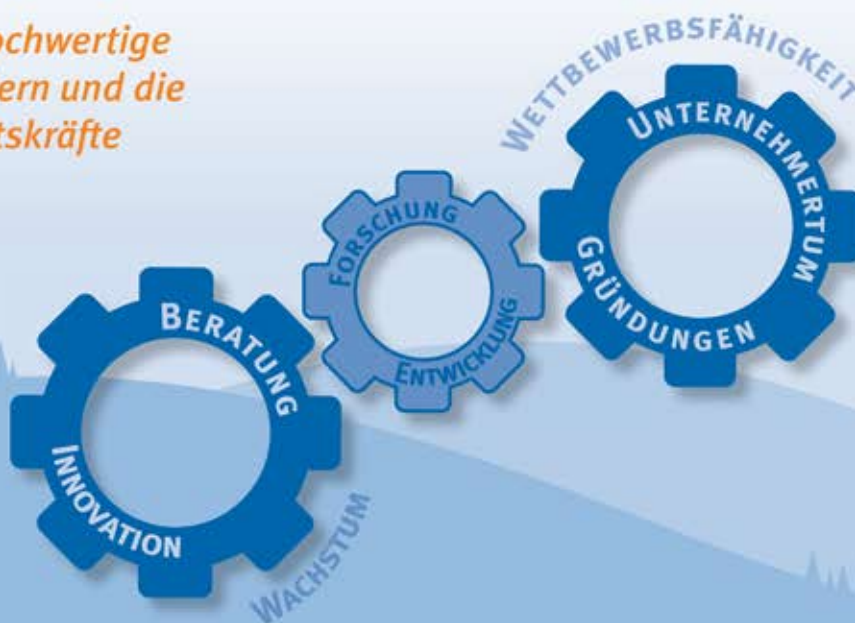 ochwertige
ern und die
tskräfte
WETTBEWERBSFÄHIGKEIT
UNTERNEHMERTUM
GRÜNDUNGEN
FORSCHUNG
ENTWICKLUNG
BERATUNG
INNOVATION
WACHSTUM